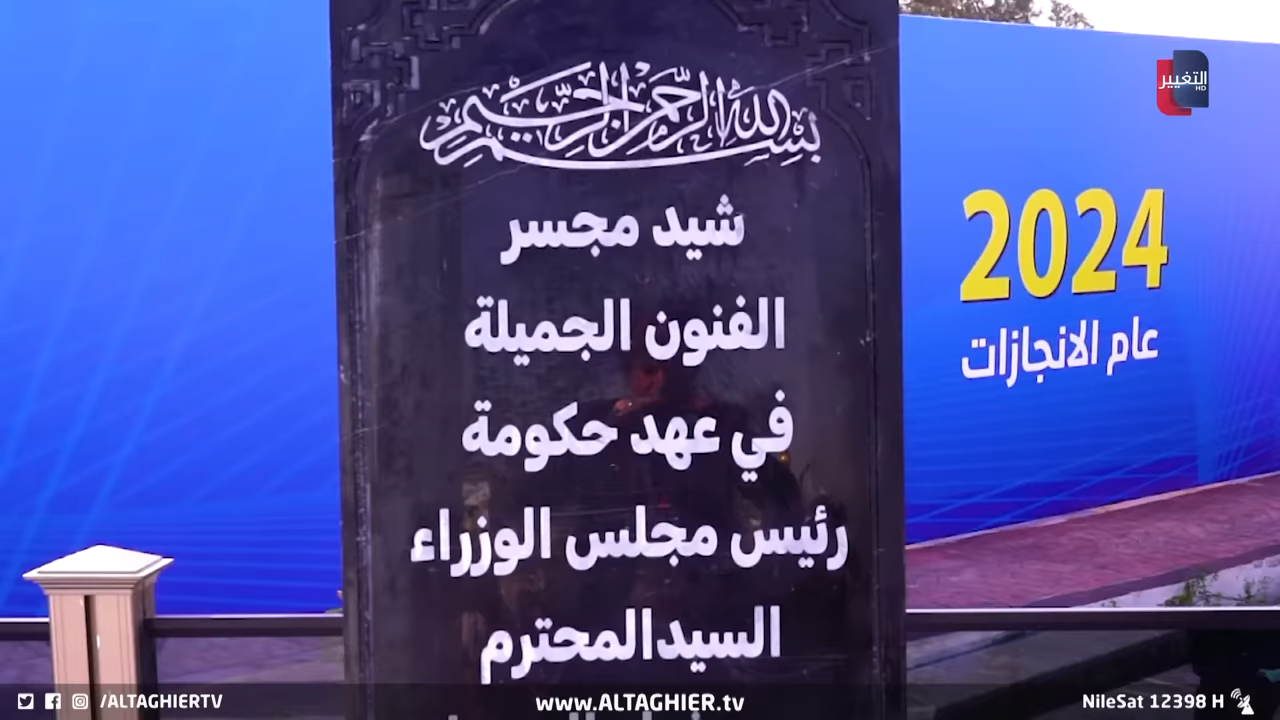 بسم الله الرحمن الرحيم
شيد مجسر
الفنون الجميلة
في عهد حكومة
رئيس مجلس الوزراء
السيدالمحترم
التغيير
HD
2024
عام الانجازات
/ALTAGHIERTV
www.ALTAGHIER.tv
NileSat 12398 H